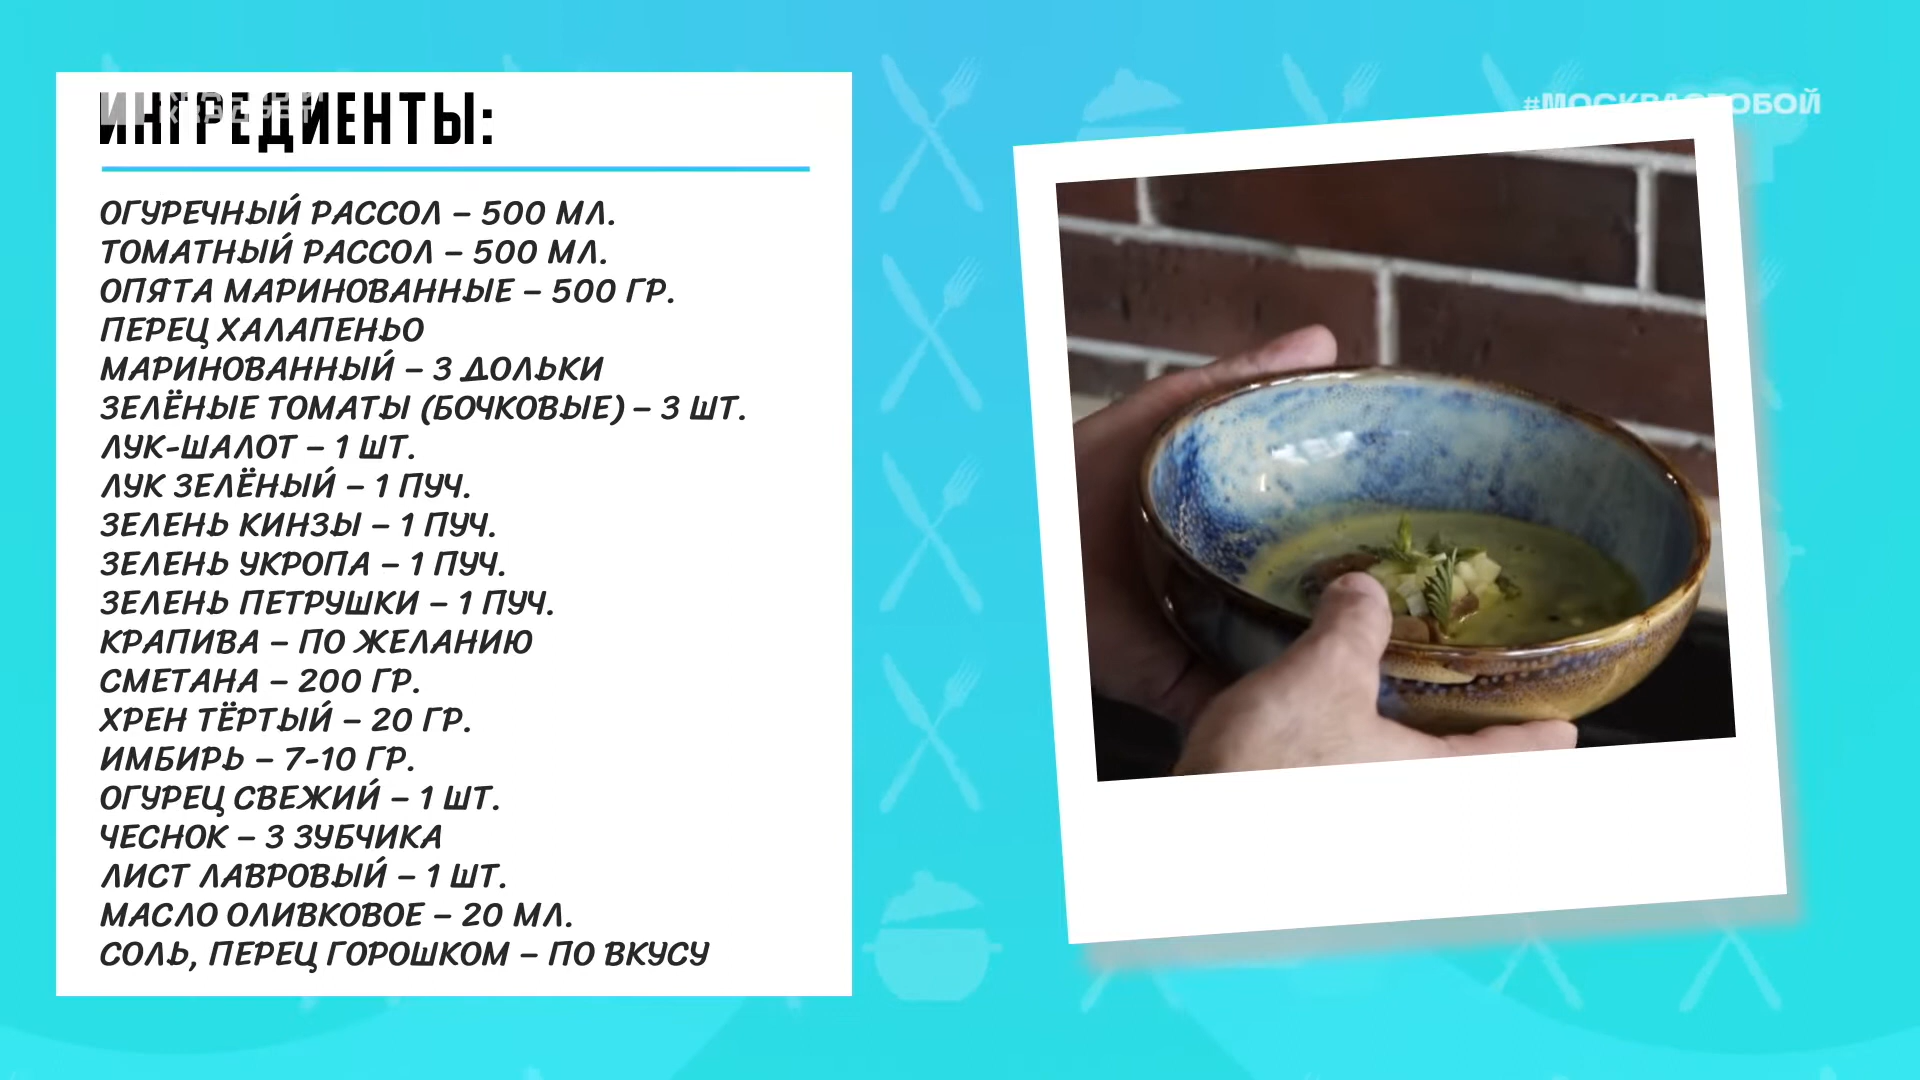 ИНГРЕДИЕНТЫ:
#МОСКВАСТОБОЙ
ОГУРЕЧНЫЙ РАССОЛ – 500 МЛ.
ТОМАТНЫЙ РАССОЛ – 500 МЛ.
ОПЯТА МАРИНОВАННЫЕ – 500 ГР.
ПЕРЕЦ ХАЛАПЕНЬО
МАРИНОВАННЫЙ – 3 ДОЛЬКИ
ЗЕЛЁНЫЕ ТОМАТЫ (БОЧКОВЫЕ) – 3 ШТ.
ЛУК-ШАЛОТ – 1 ШТ.
ЛУК ЗЕЛЁНЫЙ – 1 ПУЧ.
ЗЕЛЕНЬ КИНЗЫ – 1 ПУЧ.
ЗЕЛЕНЬ УКРОПА – 1 ПУЧ.
ЗЕЛЕНЬ ПЕТРУШКИ – 1 ПУЧ.
КРАПИВА – ПО ЖЕЛАНИЮ
СМЕТАНА – 200 ГР.
ХРЕН ТЁРТЫЙ – 20 ГР.
ИМБИРЬ – 7-10 ГР.
ОГУРЕЦ СВЕЖИЙ – 1 ШТ.
ЧЕСНОК – 3 ЗУБЧИКА
ЛИСТ ЛАВРОВЫЙ – 1 ШТ.
МАСЛО ОЛИВКОВОЕ – 20 МЛ.
СОЛЬ, ПЕРЕЦ ГОРОШКОМ – ПО ВКУСУ